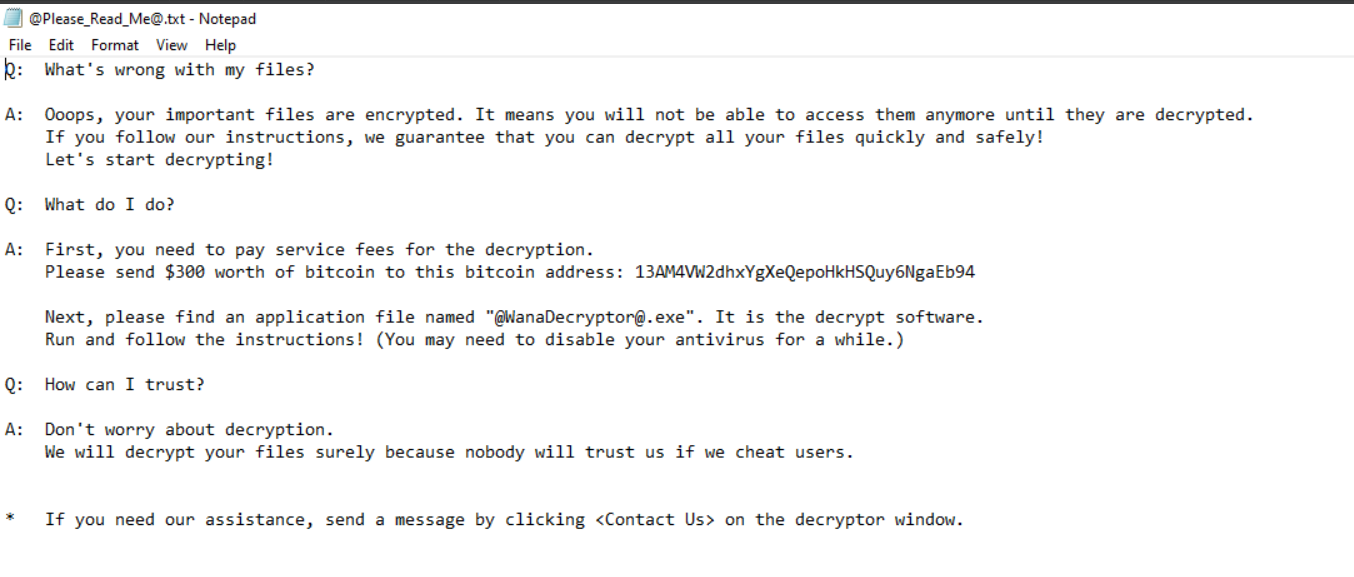 @Please_Read_Me@.txt - Notepad
File Edit Format View Help
Q: What's wrong with my files?
A: Ooops, your important files are encrypted. It means you will not be able to access them anymore until they are decrypted.
If you follow our instructions, we guarantee that you can decrypt all your files quickly and safely!
Let's start decrypting!
Q: What do I do?
A: First, you need to pay service fees for the decryption.
Please send $300 worth of bitcoin to this bitcoin address: 13AM4VW2dhxYgXeQepoHkHSQuy6NgaEb94
Next, please find an application file named "@WanaDecryptor@.exe". It is the decrypt software.
Run and follow the instructions! (You may need to disable your antivirus for a while.)
Q: How can I trust?
A: Don't worry about decryption.
We will decrypt your files surely because nobody will trust us if we cheat users.
* If you need our assistance, send a message by clicking <Contact Us> on the decryptor window.